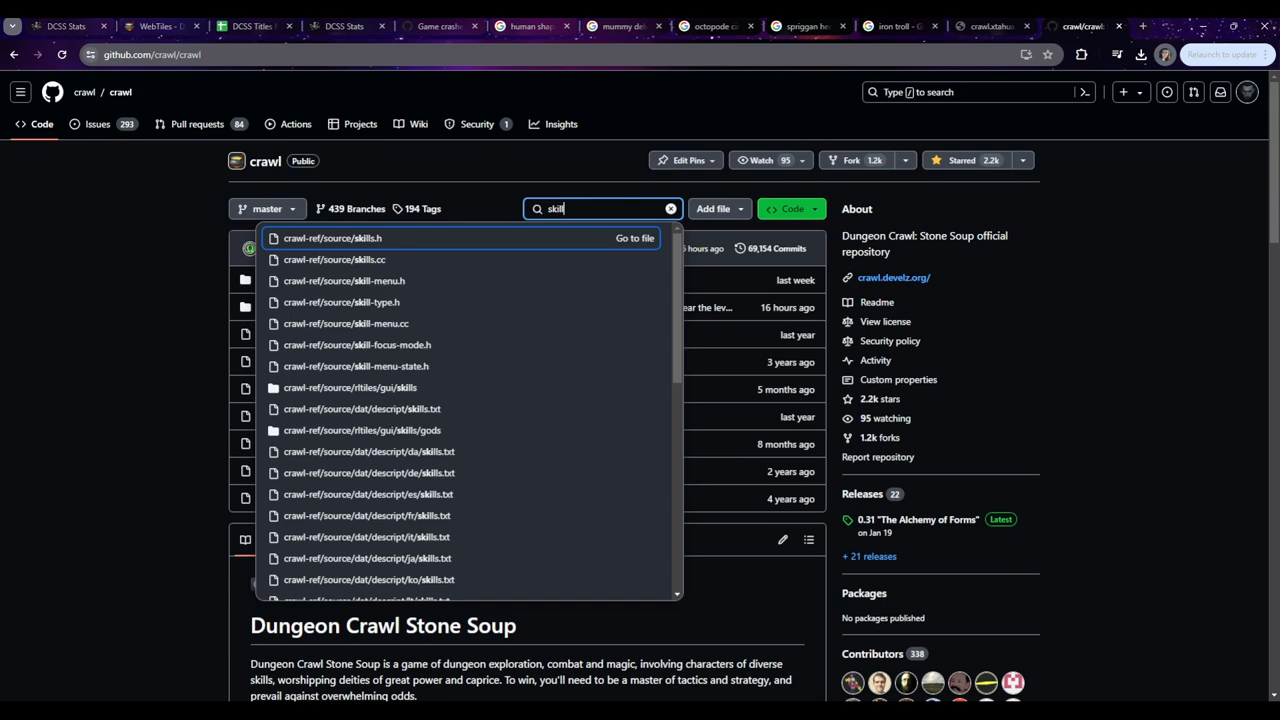 DCSS Stats
WebTiles - D
DCSS Titles
DCSS Stats
Game crash
human shap
mummy de
octopode ci
spriggan he
iron troll - G
crawl.xtahua
crawl/crawl:
github.com/crawl/crawl
Relaunch to update
crawl / crawl
Type / to search
Code
Issues 293
Pull requests 84
Actions
Projects
Wiki
Security 1
Insights
crawl Public
Edit Pins
Watch 95
Fork 1.2k
Starred 2.2k
master
439 Branches
194 Tags
skill
Add file
Code
crawl-ref/source/skills.h Go to file
crawl-ref/source/skills.cc
crawl-ref/source/skill-menu.h
crawl-ref/source/skill-type.h
crawl-ref/source/skill-menu.cc
crawl-ref/source/skill-focus-mode.h
crawl-ref/source/skill-menu-state.h
crawl-ref/source/rltiles/gui/skills
crawl-ref/source/dat/descript/skills.txt
crawl-ref/source/rltiles/gui/skills/gods
crawl-ref/source/dat/descript/da/skills.txt
crawl-ref/source/dat/descript/de/skills.txt
crawl-ref/source/dat/descript/es/skills.txt
crawl-ref/source/dat/descript/fr/skills.txt
crawl-ref/source/dat/descript/it/skills.txt
crawl-ref/source/dat/descript/ja/skills.txt
crawl-ref/source/dat/descript/ko/skills.txt
hours ago
69,154 Commits
last week
ear the lev... 16 hours ago
last year
3 years ago
5 months ago
last year
8 months ago
2 years ago
4 years ago
Dungeon Crawl Stone Soup
Dungeon Crawl Stone Soup is a game of dungeon exploration, combat and magic, involving characters of diverse
skills, worshipping deities of great power and caprice. To win, you'll need to be a master of tactics and strategy, and
prevail against overwhelming odds.
About
Dungeon Crawl: Stone Soup official
repository
crawl.develz.org/
Readme
View license
Security policy
Activity
Custom properties
2.2k stars
95 watching
1.2k forks
Report repository
Releases 22
0.31 "The Alchemy of Forms" Latest
on Jan 19
+ 21 releases
Packages
No packages published
Contributors 338